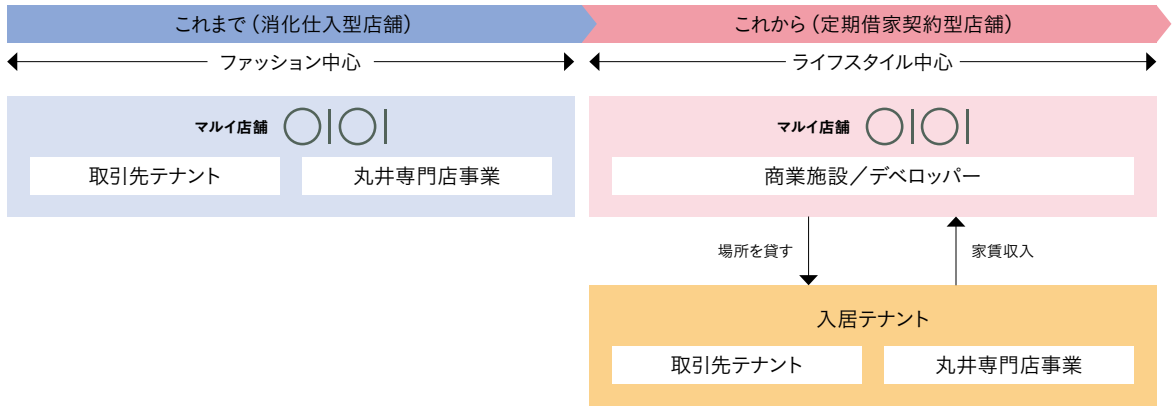 これまで(消化仕入型店舗)
ファッション中心
マルイ店舗 ○|○|
取引先テナント
丸井専門店事業
これから(定期借家契約型店舗)
ライフスタイル中心
マルイ店舗 ○|○|
商業施設／デベロッパー
場所を貸す
家賃収入
入居テナント
取引先テナント
丸井専門店事業